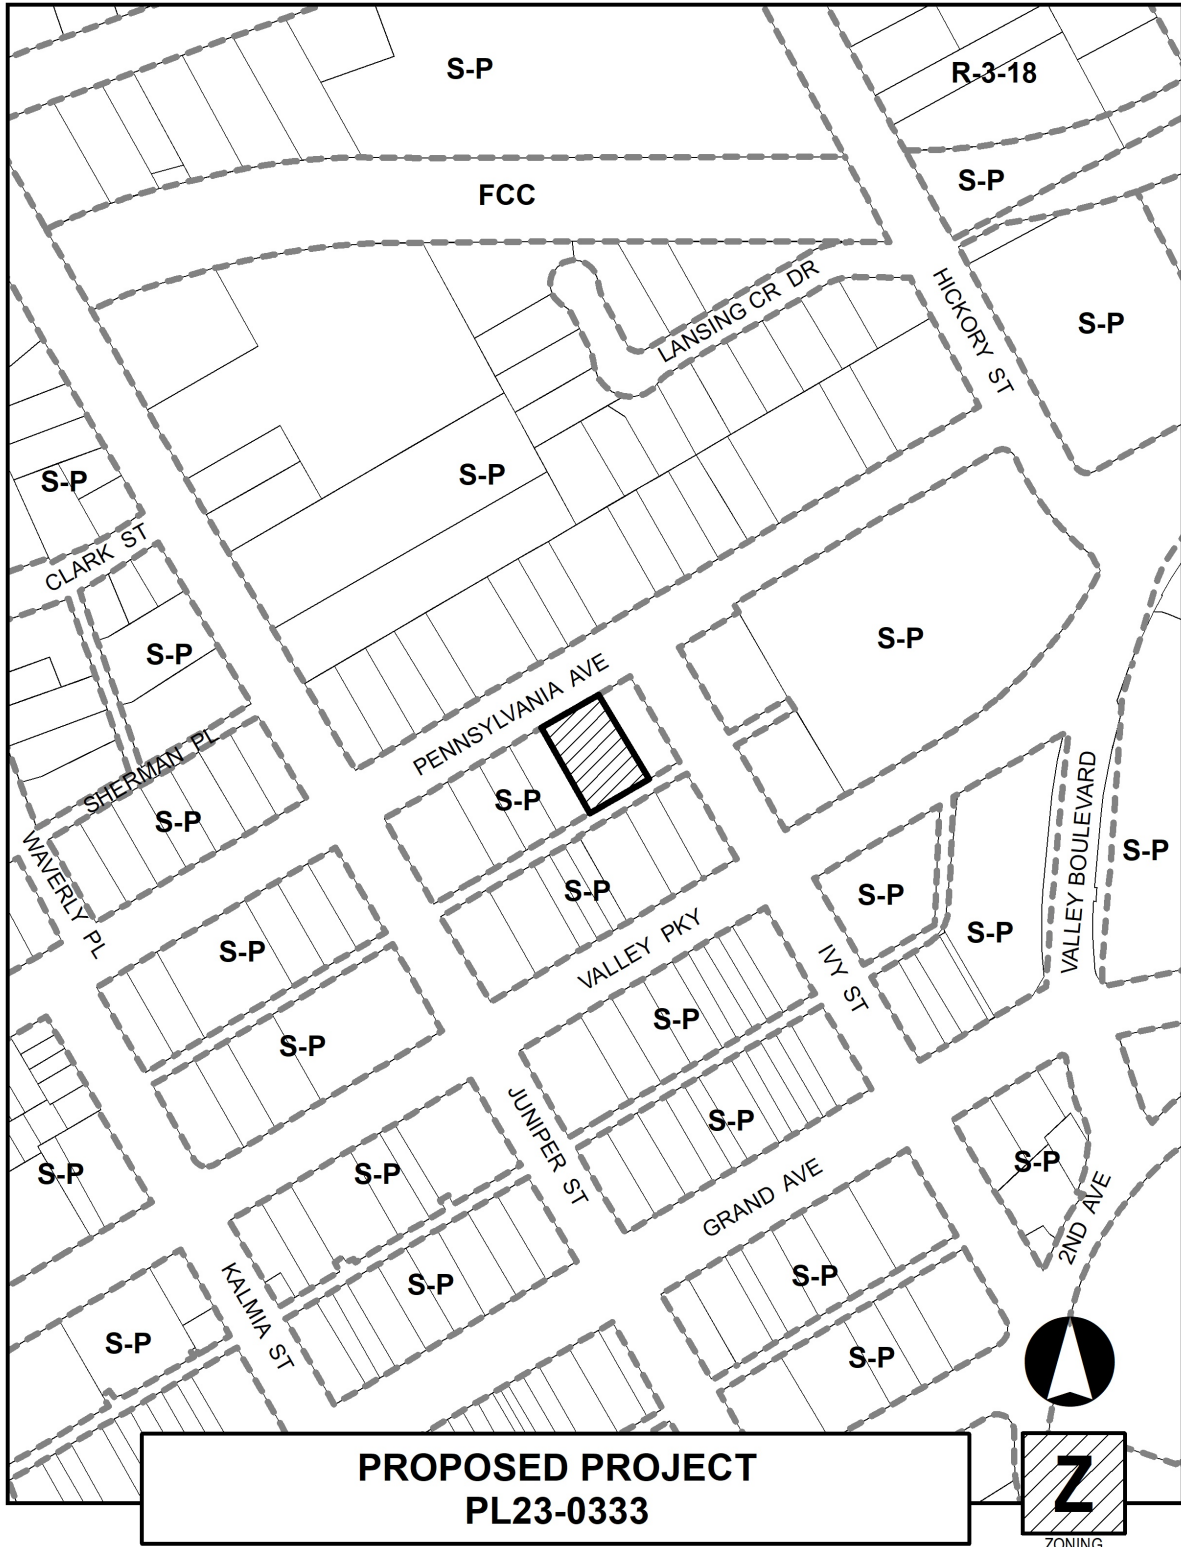 S-P
R-3-18
S-P
FCC
LANSING CR DR
HICKORY ST
S-P
S-P
S-P
CLARK ST
S-P
S-P
PENNSYLVANIA AVE
SHERMAN PL
S-P
S-P
WAVERLY PL
S-P
VALLEY BOULEVARD
S-P
S-P
S-P
S-P
VALLEY PKY
IVY ST
S-P
S-P
S-P
JUNIPER ST
S-P
S-P
S-P
S-P
GRAND AVE
2ND AVE
S-P
S-P
KALMIA ST
S-P
S-P
PROPOSED PROJECT
PL23-0333
Z
ZONING